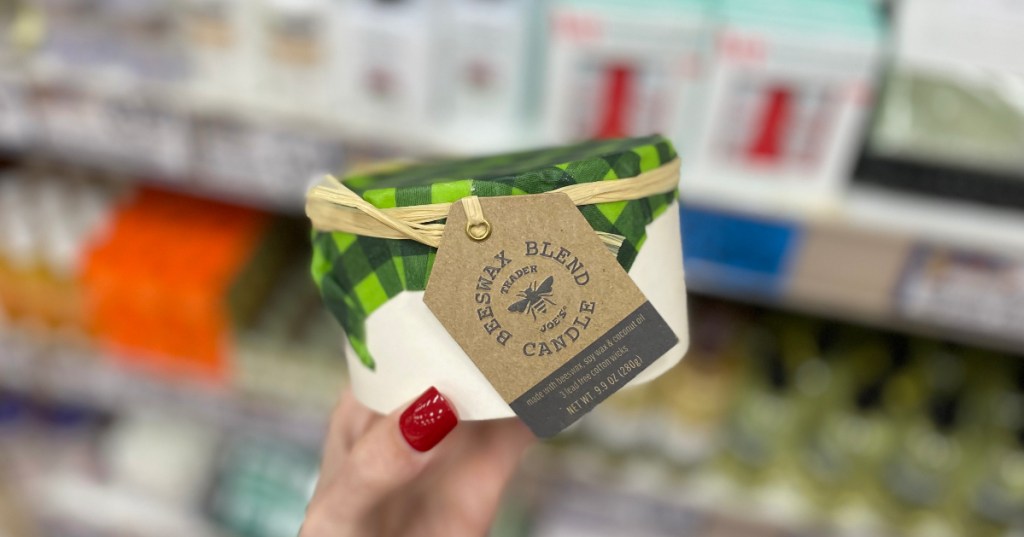 BEESWAX BLEND
TRADER
JOE'S
CANDLE
made with beeswax, soy wax & coconut oil
3 lead free cotton wicks
NET WT. 9.9 OZ (280g)